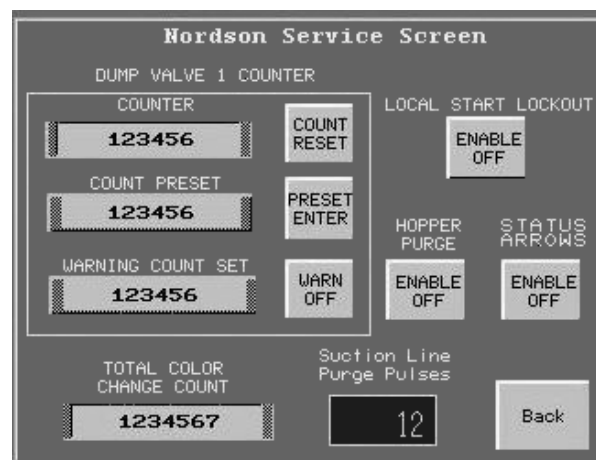 Nordson Service Screen
DUMP VALVE 1 COUNTER
COUNTER
123456
COUNT
RESET
COUNT PRESET
123456
PRESET
ENTER
WARNING COUNT SET
123456
WARN
OFF
LOCAL START LOCKOUT
ENABLE
OFF
HOPPER
PURGE
ENABLE
OFF
STATUS
ARROWS
ENABLE
OFF
TOTAL COLOR
CHANGE COUNT
1234567
Suction Line
Purge Pulses
12
Back